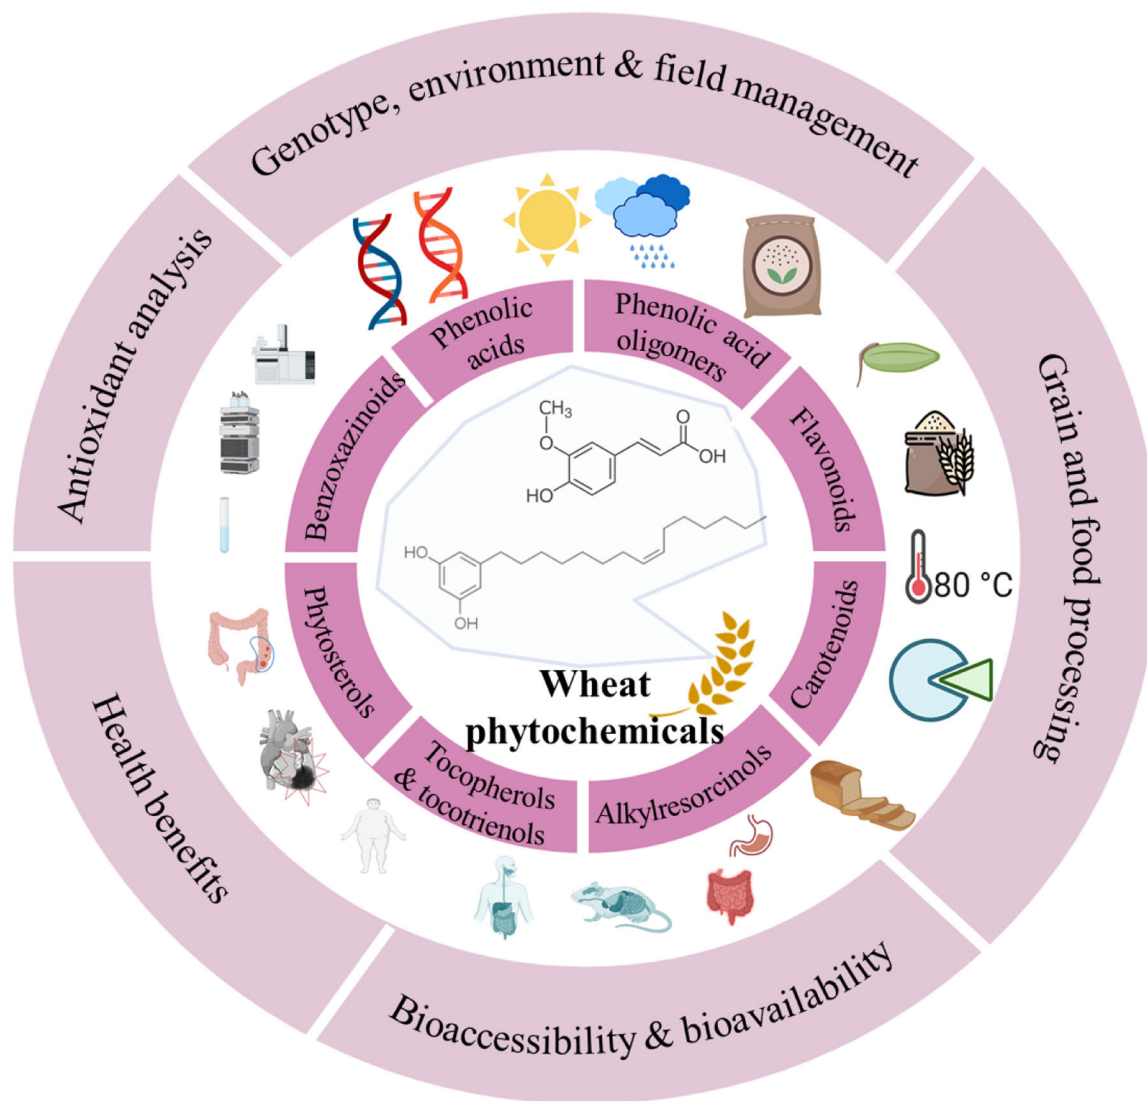 Genotype, environment & field management
Grain and food processing
Bioaccessibility & bioavailability
Health benefits
Antioxidant analysis
Phenolic
acids
Phenolic acid
oligomers
Flavonoids
Carotenoids
Alkylresorcinols
Tocopherols
& tocotrienols
Phytosterols
Benzoxazinoids
80 °C
CH₃
O
O
OH
HO
HO
OH
Wheat
phytochemicals